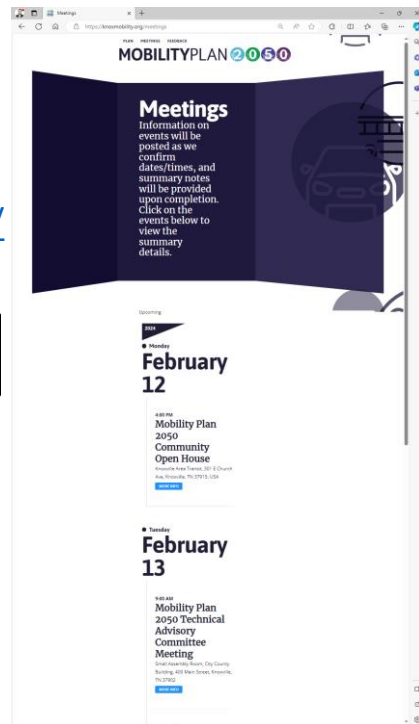 Meetings
https://knoxmobility.org/meetings
PLAN MEETINGS FEEDBACK
MOBILITYPLAN 2050
Meetings
Information on
events will be
posted as we
confirm
dates/times, and
summary notes
will be provided
upon completion.
Click on the
events below to
view the
summary
details.
Upcoming
2024
Monday
February
12
4:00 PM
Mobility Plan
2050
Community
Open House
Knoxville Area Transit, 301 E Church
Ave, Knoxville, TN 37915, USA
MORE INFO
Tuesday
February
13
9:00 AM
Mobility Plan
2050 Technical
Advisory
Committee
Meeting
Small Assembly Room, City County
Building, 400 Main Street, Knoxville,
TN 37902
MORE INFO